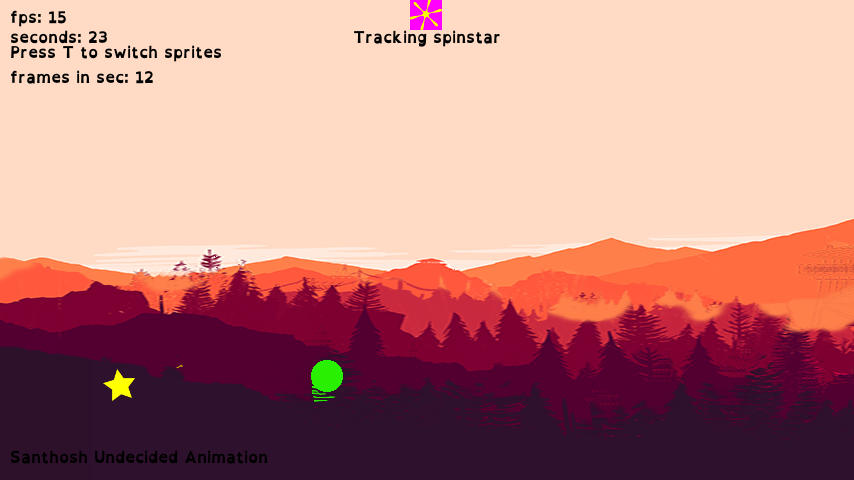 fps: 15
seconds: 23
Press T to switch sprites
frames in sec: 12
Tracking spinstar
Santhosh Undecided Animation